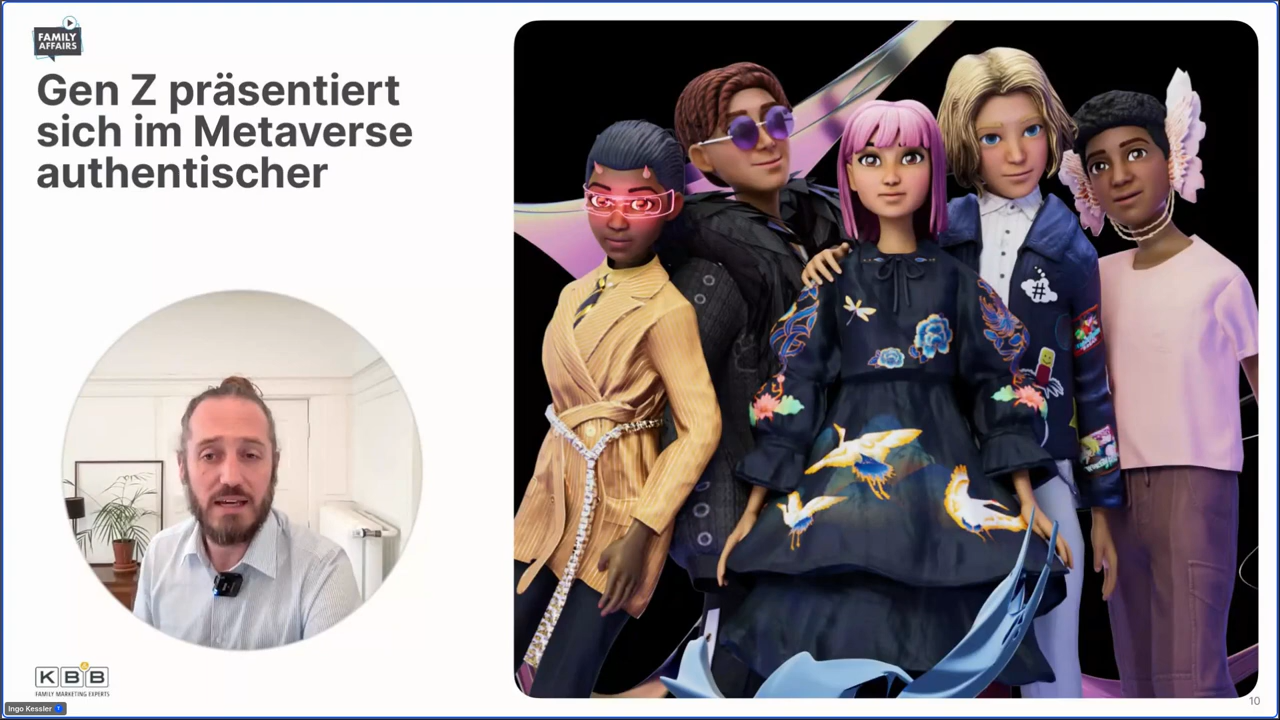 FAMILY
AFFAIRS
Gen Z präsentiert
sich im Metaverse
authentischer
KBB
FAMILY MARKETING EXPERTS
Ingo Kessler
10